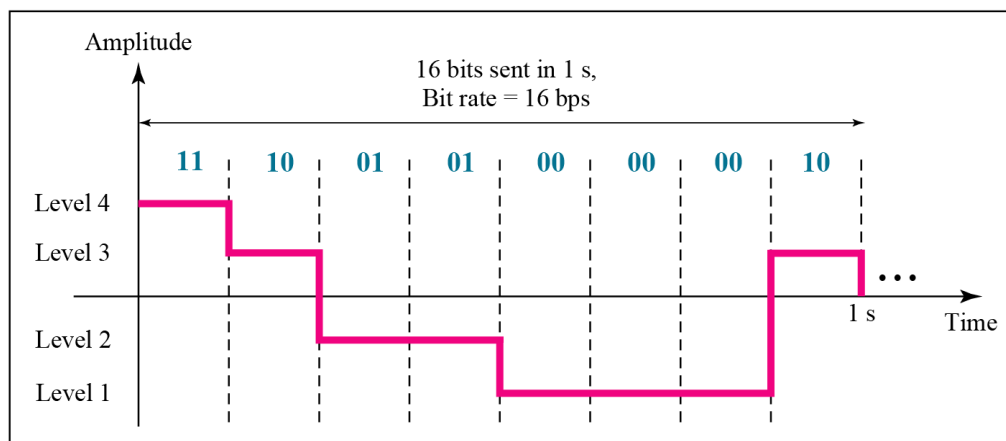 Amplitude
16 bits sent in 1 s,
Bit rate = 16 bps
11 10 01 01 00 00 00 10
Level 4
Level 3
...
1 s
Time
Level 2
Level 1